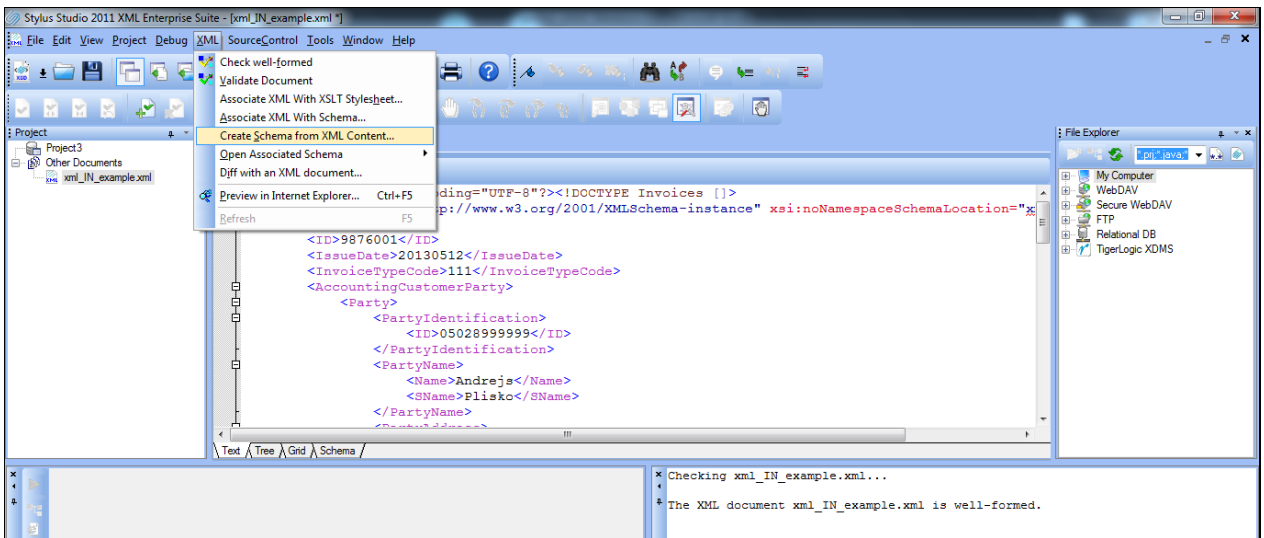 Stylus Studio 2011 XML Enterprise Suite - [xml_IN_example.xml *]
File Edit View Project Debug XML SourceControl Tools Window Help
Check well-formed
Validate Document
Associate XML With XSLT Stylesheet...
Associate XML With Schema...
Create Schema from XML Content...
Open Associated Schema
Diff with an XML document...
Preview in Internet Explorer... Ctrl+F5
Refresh F5
Project
Project3
Other Documents
xml_IN_example.xml
ding="UTF-8"?><!DOCTYPE Invoices []>
p://www.w3.org/2001/XMLSchema-instance" xsi:noNamespaceSchemaLocation="x
<ID>9876001</ID>
<IssueDate>20130512</IssueDate>
<InvoiceTypeCode>111</InvoiceTypeCode>
<AccountingCustomerParty>
<Party>
<PartyIdentification>
<ID>05028999999</ID>
</PartyIdentification>
<PartyName>
<Name>Andrejs</Name>
<SName>Plisko</SName>
</PartyName>
<PartyAddress>
Text Tree Grid Schema
File Explorer
*.prj;*.java;*
My Computer
WebDAV
Secure WebDAV
FTP
Relational DB
TigerLogic XDMS
Checking xml_IN_example.xml...
The XML document xml_IN_example.xml is well-formed.